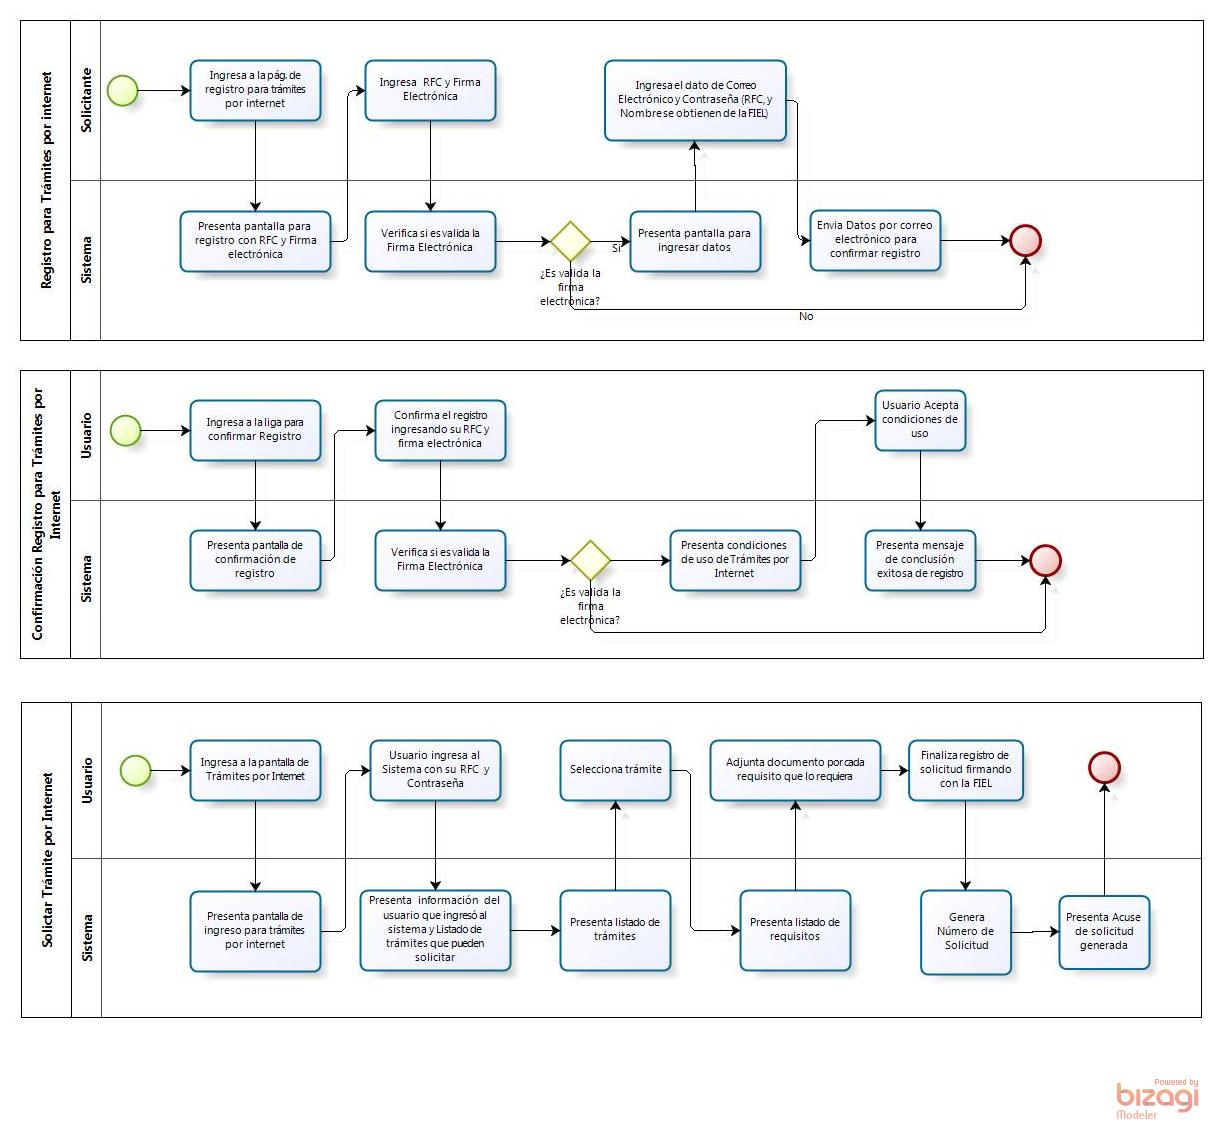 Registro para Trámites por internet
Solicitante
Ingresa a la pág. de
registro para trámites
por internet
Ingresa RFC y Firma
Electrónica
Ingresa el dato de Correo
Electrónico y Contraseña (RFC, y
Nombre se obtienen de la FIEL)
Sistema
Presenta pantalla para
registro con RFC y Firma
electrónica
Verifica si es valida la
Firma Electrónica
¿Es valida la
firma
electrónica?
Si
Presenta pantalla para
ingresar datos
Envia Datos por correo
electrónico para
confirmar registro
No
Confirmación Registro para Trámites por
Internet
Usuario
Ingresa a la liga para
confirmar Registro
Confirma el registro
ingresando su RFC y
firma electrónica
Usuario Acepta
condiciones de
uso
Sistema
Presenta pantalla de
confirmación de
registro
Verifica si es valida la
Firma Electrónica
¿Es valida la
firma
electrónica?
Presenta condiciones
de uso de Trámites por
Internet
Presenta mensaje
de conclusión
exitosa de registro
Solictar Trámite por Internet
Usuario
Ingresa a la pantalla de
Trámites por Internet
Usuario ingresa al
Sistema con su RFC y
Contraseña
Selecciona trámite
Adjunta documento por cada
requisito que lo requiera
Finaliza registro de
solicitud firmando
con la FIEL
Sistema
Presenta pantalla de
ingreso para trámites
por internet
Presenta información del
usuario que ingresó al
sistema y Listado de
trámites que pueden
solicitar
Presenta listado de
trámites
Presenta listado de
requisitos
Genera
Número de
Solicitud
Presenta Acuse
de solicitud
generada
Powered by
bizagi
Modeler